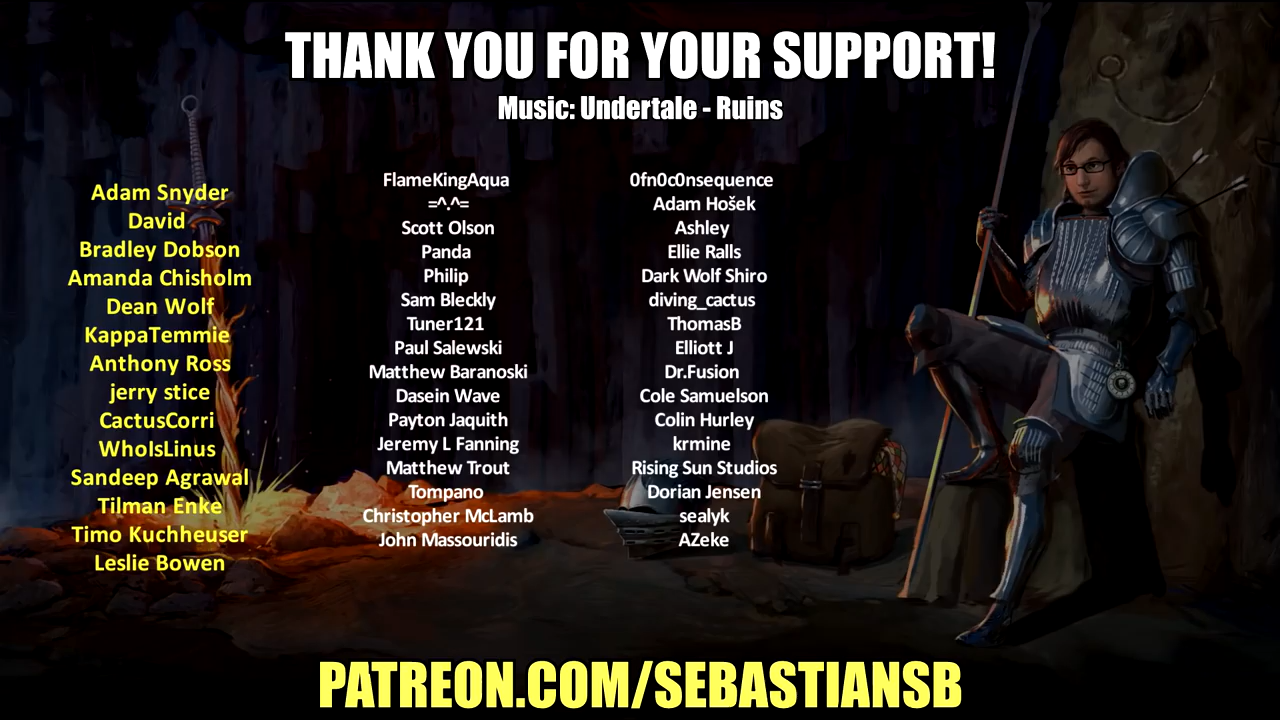 THANK YOU FOR YOUR SUPPORT!
Music: Undertale - Ruins
Adam Snyder
David
Bradley Dobson
Amanda Chisholm
Dean Wolf
KappaTemmie
Anthony Ross
jerry stice
CactusCorri
WhoIsLinus
Sandeep Agrawal
Tilman Enke
Timo Kuchheuser
Leslie Bowen
FlameKingAqua
=^.^=
Scott Olson
Panda
Philip
Sam Bleckly
Tuner121
Paul Salewski
Matthew Baranoski
Dasein Wave
Payton Jaquith
Jeremy L Fanning
Matthew Trout
Tompano
Christopher McLamb
John Massouridis
0fn0c0nsequence
Adam Hošek
Ashley
Ellie Ralls
Dark Wolf Shiro
diving_cactus
ThomasB
Elliott J
Dr.Fusion
Cole Samuelson
Colin Hurley
krmine
Rising Sun Studios
Dorian Jensen
sealyk
AZeke
PATREON.COM/SEBASTIANSB